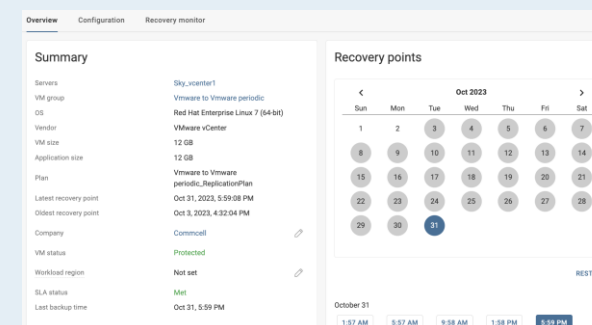 Overview Configuration Recovery monitor
Summary
Servers Sky_vcenter1
VM group Vmware to Vmware periodic
OS Red Hat Enterprise Linux 7 (64-bit)
Vendor VMware vCenter
VM size 12 GB
Application size 12 GB
Plan Vmware to Vmware
periodic_ReplicationPlan
Latest recovery point Oct 31, 2023, 5:59:08 PM
Oldest recovery point Oct 3, 2023, 4:32:04 PM
Company Commcell
VM status Protected
Workload region Not set
SLA status Met
Last backup time Oct 31, 5:59 PM
Recovery points
Oct 2023
Sun Mon Tue Wed Thu Fri Sat
1 2 3 4 5 6 7
8 9 10 11 12 13 14
15 16 17 18 19 20 21
22 23 24 25 26 27 28
29 30 31
REST
October 31
1:57 AM 5:57 AM 9:58 AM 1:58 PM 5:59 PM